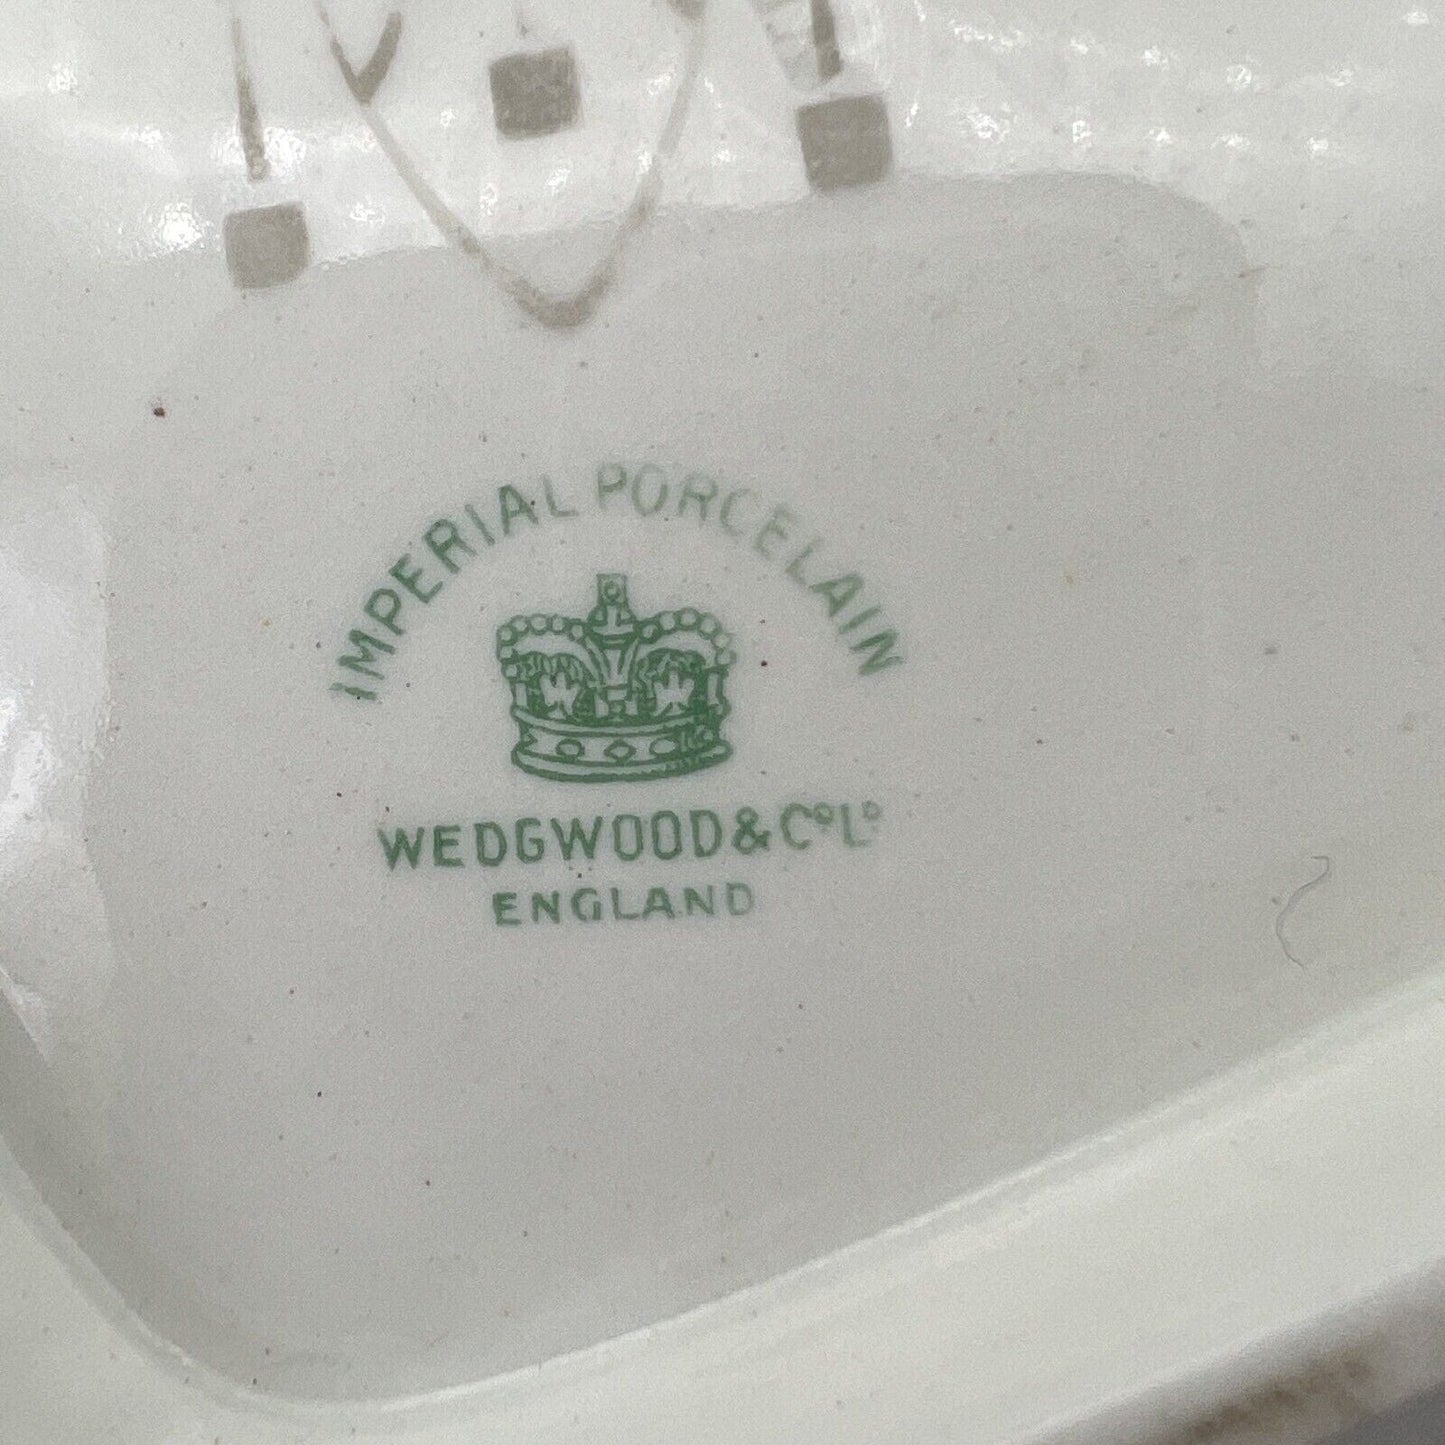 IMPERIAL PORCELAIN
WEDGWOOD & Cº Lº
ENGLAND